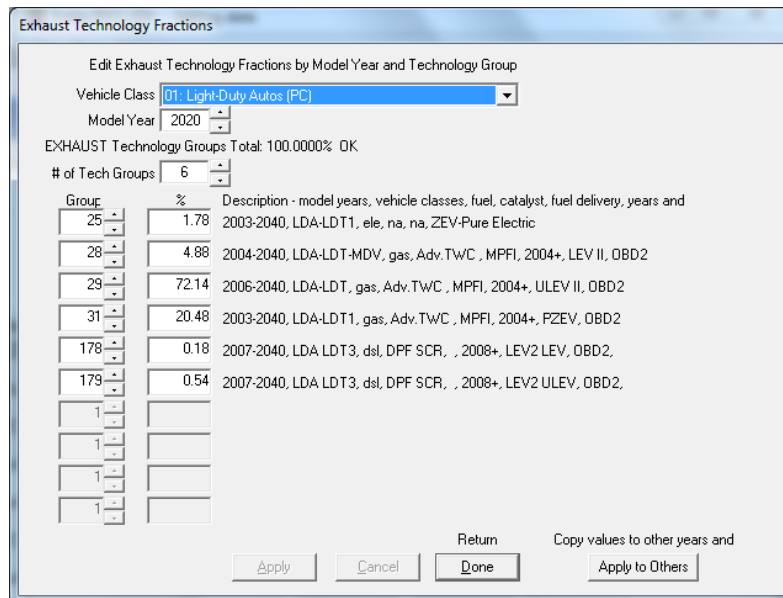 Exhaust Technology Fractions
Edit Exhaust Technology Fractions by Model Year and Technology Group
Vehicle Class 01: Light-Duty Autos (PC)
Model Year 2020
EXHAUST Technology Groups Total: 100.0000% OK
# of Tech Groups 6
Group % Description - model years, vehicle classes, fuel, catalyst, fuel delivery, years and
25 1.78 2003-2040, LDA-LDT1, ele, na, na, ZEV-Pure Electric
28 4.88 2004-2040, LDA-LDT-MDV, gas, Adv.TWC , MPFI, 2004+, LEV II, OBD2
29 72.14 2006-2040, LDA-LDT, gas, Adv.TWC , MPFI, 2004+, ULEV II, OBD2
31 20.48 2003-2040, LDA-LDT1, gas, Adv.TWC , MPFI, 2004+, PZEV, OBD2
178 0.18 2007-2040, LDA LDT3, dsl, DPF SCR, , 2008+, LEV2 LEV, OBD2,
179 0.54 2007-2040, LDA LDT3, dsl, DPF SCR, , 2008+, LEV2 ULEV, OBD2,
1
1
1
1
Return Copy values to other years and
Apply Cancel Done Apply to Others